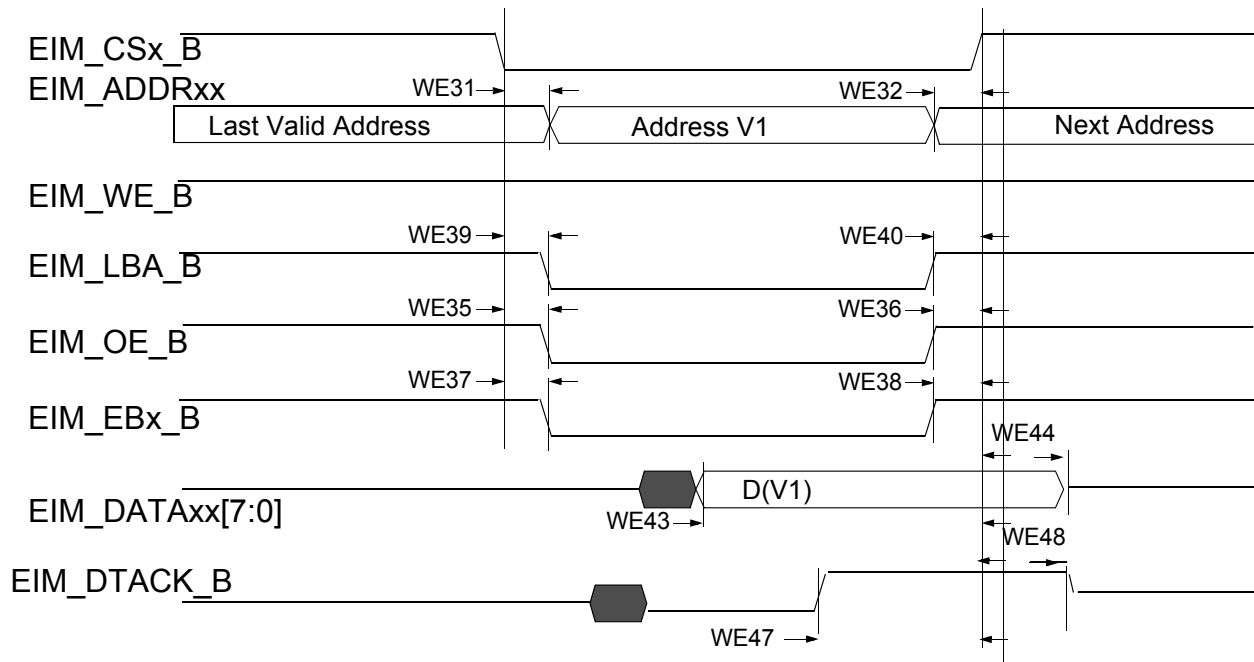 EIM_CSx_B
EIM_ADDRxx
WE31
WE32
Last Valid Address
Address V1
Next Address
EIM_WE_B
WE39
WE40
EIM_LBA_B
WE35
WE36
EIM_OE_B
WE37
WE38
EIM_EBx_B
WE44
D(V1)
EIM_DATAxx[7:0]
WE43
WE48
EIM_DTACK_B
WE47